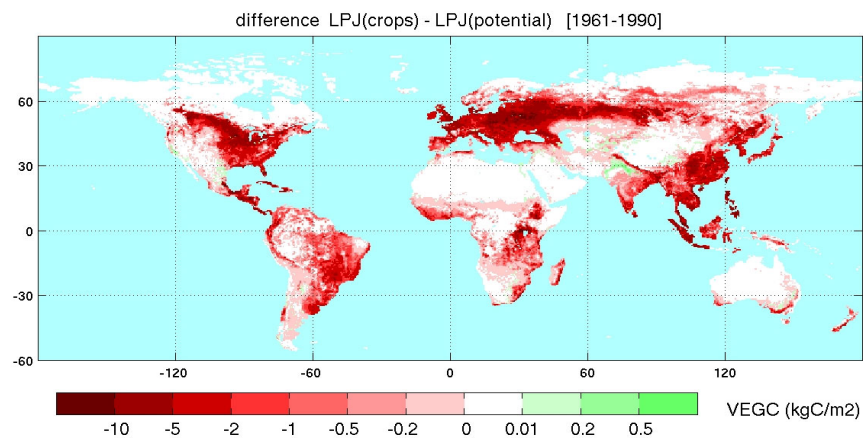 difference LPJ(crops) - LPJ(potential) [1961-1990]
60
30
0
-30
-60
-120 -60 0 60 120
-10 -5 -2 -1 -0.5 -0.2 0 0.01 0.2 0.5
VEGC (kgC/m2)